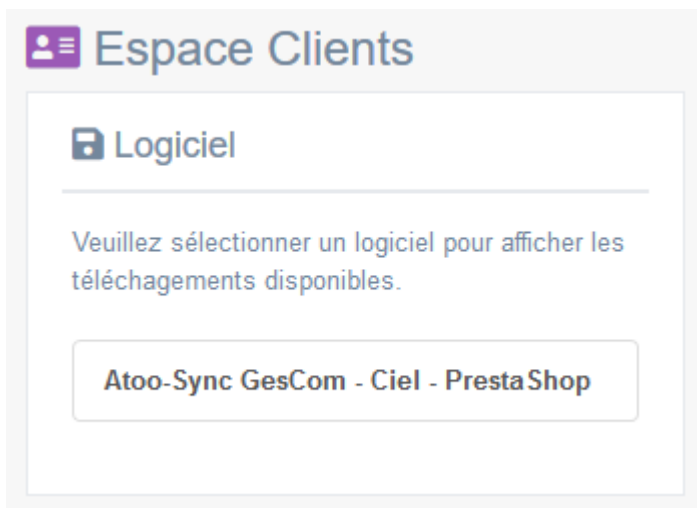 Espace Clients
Logiciel
Veuillez sélectionner un logiciel pour afficher les
téléchagements disponibles.
Atoo-Sync GesCom - Ciel - PrestaShop